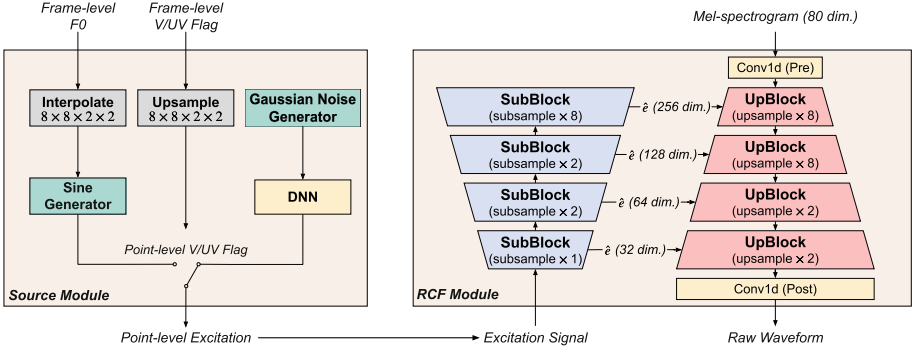 Frame-level
F0
Frame-level
V/UV Flag
Interpolate
8 × 8 × 2 × 2
Upsample
8 × 8 × 2 × 2
Gaussian Noise
Generator
Sine
Generator
DNN
Point-level V/UV Flag
Source Module
Point-level Excitation
Mel-spectrogram (80 dim.)
Conv1d (Pre)
SubBlock
(subsample × 8)
ê (256 dim.)
UpBlock
(upsample × 8)
SubBlock
(subsample × 2)
ê (128 dim.)
UpBlock
(upsample × 8)
SubBlock
(subsample × 2)
ê (64 dim.)
UpBlock
(upsample × 2)
SubBlock
(subsample × 1)
ê (32 dim.)
UpBlock
(upsample × 2)
Conv1d (Post)
RCF Module
Excitation Signal
Raw Waveform